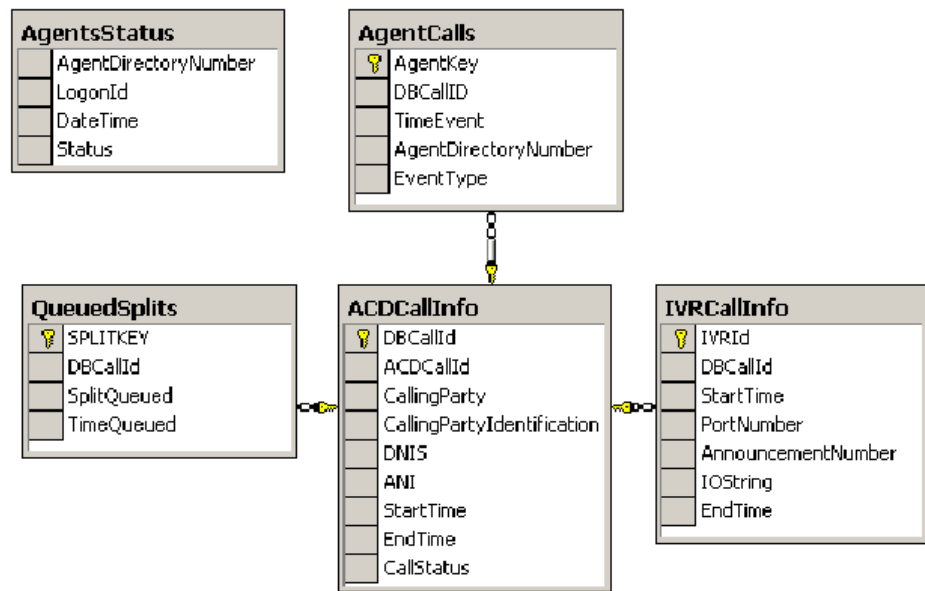 AgentsStatus
AgentDirectoryNumber
LogonId
DateTime
Status
AgentCalls
AgentKey
DBCallID
TimeEvent
AgentDirectoryNumber
EventType
QueuedSplits
SPLITKEY
DBCallId
SplitQueued
TimeQueued
ACDCallInfo
DBCallId
ACDCallId
CallingParty
CallingPartyIdentification
DNIS
ANI
StartTime
EndTime
CallStatus
IVRCallInfo
IVRId
DBCallId
StartTime
PortNumber
AnnouncementNumber
IOString
EndTime